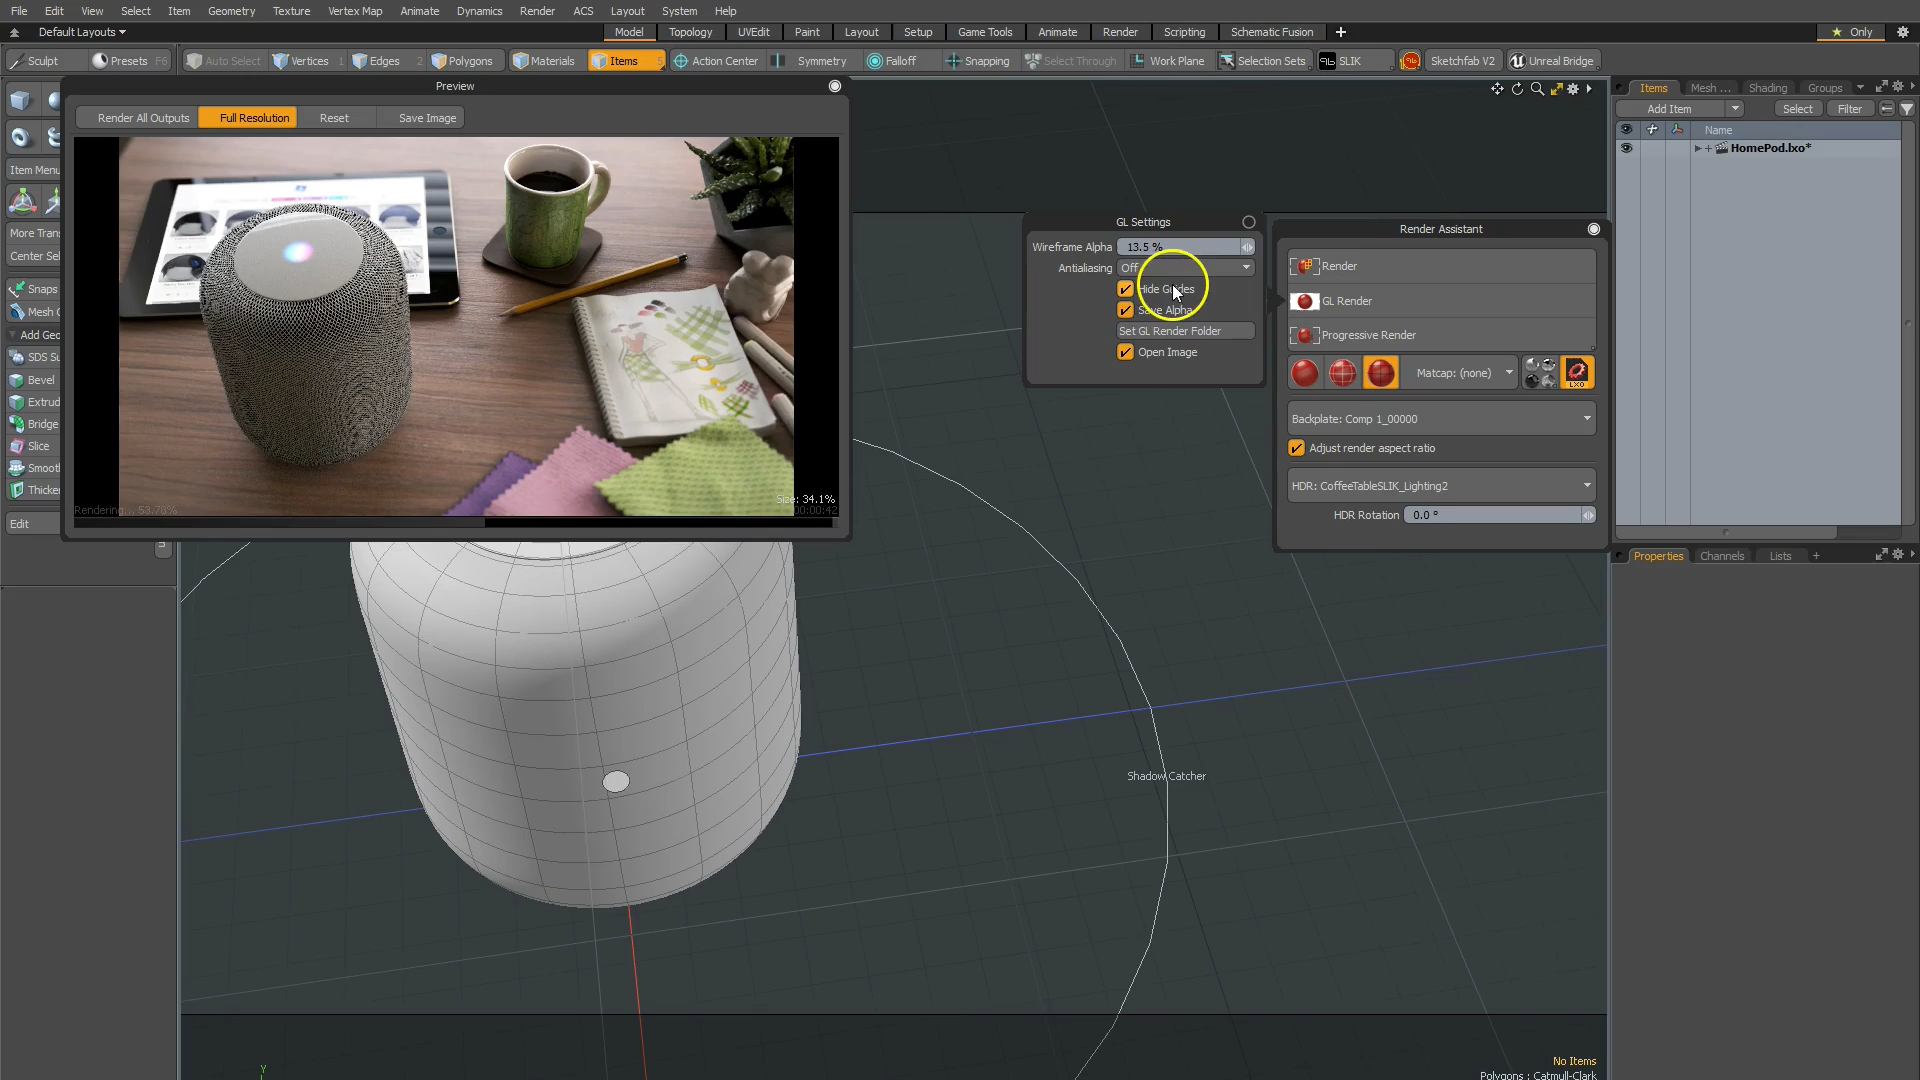 File Edit View Select Item Geometry Texture Vertex Map Animate Dynamics Render ACS Layout System Help
Default Layouts Model Topology UVEdit Paint Layout Setup Game Tools Animate Render Scripting Schematic Fusion Only
Sculpt Presets F6 Auto Select Vertices 1 Edges 2 Polygons Materials Items 5 Action Center Symmetry Falloff Snapping Select Through Work Plane Selection Sets SLIK Sketchfab V2 Unreal Bridge
Preview
Render All Outputs Full Resolution Reset Save Image
Size: 34.1%
Rendering... 53.78% 00:00:42
Item Menu
More Trans
Center Sel
Snaps
Mesh C
Add Geo
SDS Su
Bevel
Extrud
Bridge
Slice
Smoot
Thicken
Edit
GL Settings
Wireframe Alpha 13.5 %
Antialiasing Off
Hide Guides
Save Alpha
Set GL Render Folder
Open Image
Render Assistant
Render
GL Render
Progressive Render
Matcap: (none) LXO
Backplate: Comp 1_00000
Adjust render aspect ratio
HDR: CoffeeTableSLIK_Lighting2
HDR Rotation 0.0 °
Items Mesh ... Shading Groups
Add Item Select Filter
Name
HomePod.lxo*
Properties Channels Lists +
Shadow Catcher
No Items
Polygons : Catmull-Clark
Y